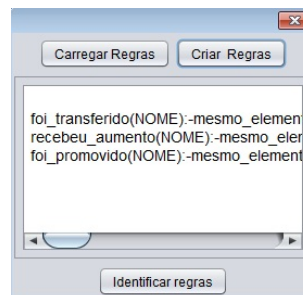 Carregar Regras Criar Regras
foi_transferido(NOME):-mesmo_element
recebeu_aumento(NOME):-mesmo_eler
foi_promovido(NOME):-mesmo_element
Identificar regras